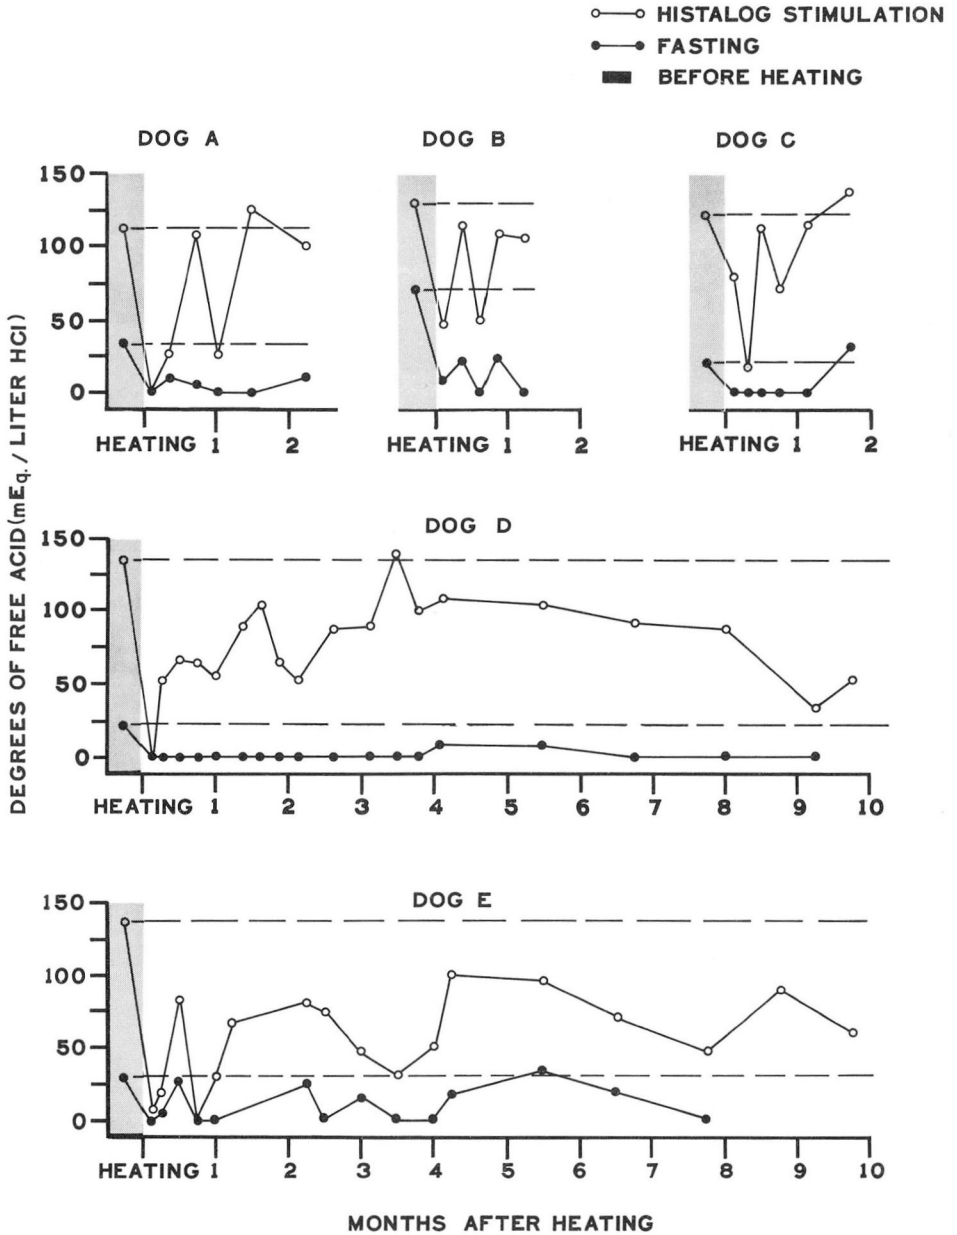 HISTALOG STIMULATION
FASTING
BEFORE HEATING
DOG A
DOG B
DOG C
150
100
50
0
HEATING 1 2
HEATING 1 2
HEATING 1 2
DEGREES OF FREE ACID (mEq. / LITER HCl)
DOG D
150
100
50
0
HEATING 1 2 3 4 5 6 7 8 9 10
DOG E
150
100
50
0
HEATING 1 2 3 4 5 6 7 8 9 10
MONTHS AFTER HEATING